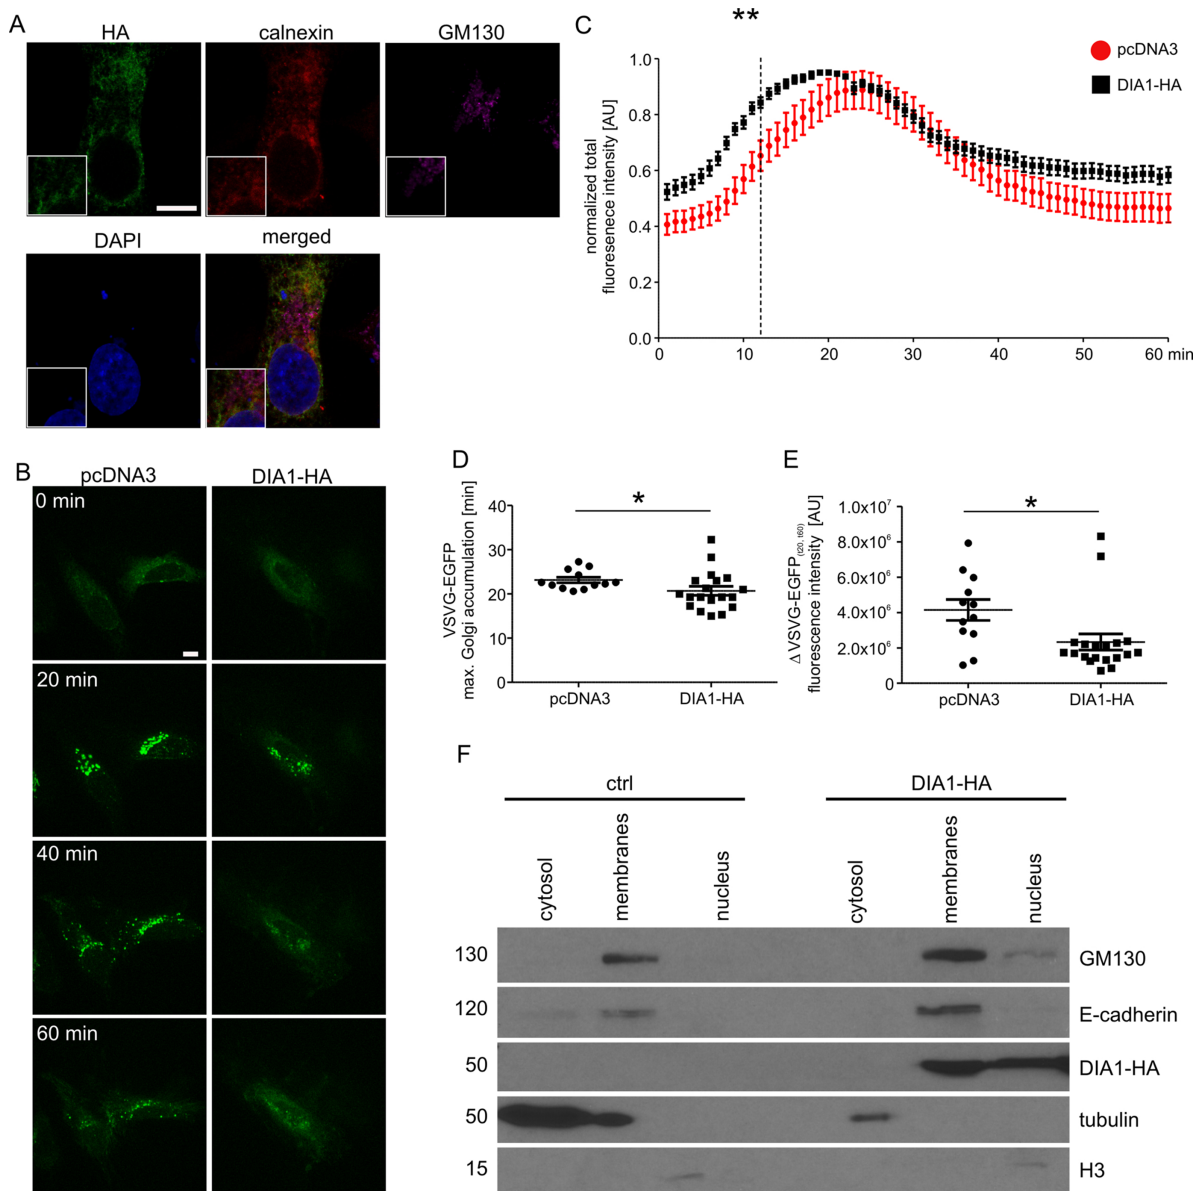 A
HA
calnexin
GM130
DAPI
merged
B
pcDNA3
DIA1-HA
0 min
20 min
40 min
60 min
C
**
pcDNA3
DIA1-HA
normalized total
fluoresenece intensity [AU]
1.0
0.8
0.6
0.4
0.2
0.0
0
10
20
30
40
50
60 min
D
*
VSVG-EGFP
max. Golgi accumulation [min]
40
30
20
10
0
pcDNA3
DIA1-HA
E
*
Δ VSVG-EGFP(t20, t60)
fluorescence intensity [AU]
1.0x10⁷
8.0x10⁶
6.0x10⁶
4.0x10⁶
2.0x10⁶
0.0
pcDNA3
DIA1-HA
F
ctrl
DIA1-HA
cytosol
membranes
nucleus
cytosol
membranes
nucleus
130
GM130
120
E-cadherin
50
DIA1-HA
50
tubulin
15
H3